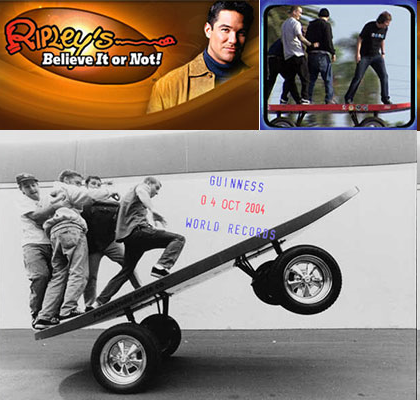 RIPLEY'S
Believe It or Not!
GUINNESS
04 OCT 2004
WORLD RECORDS